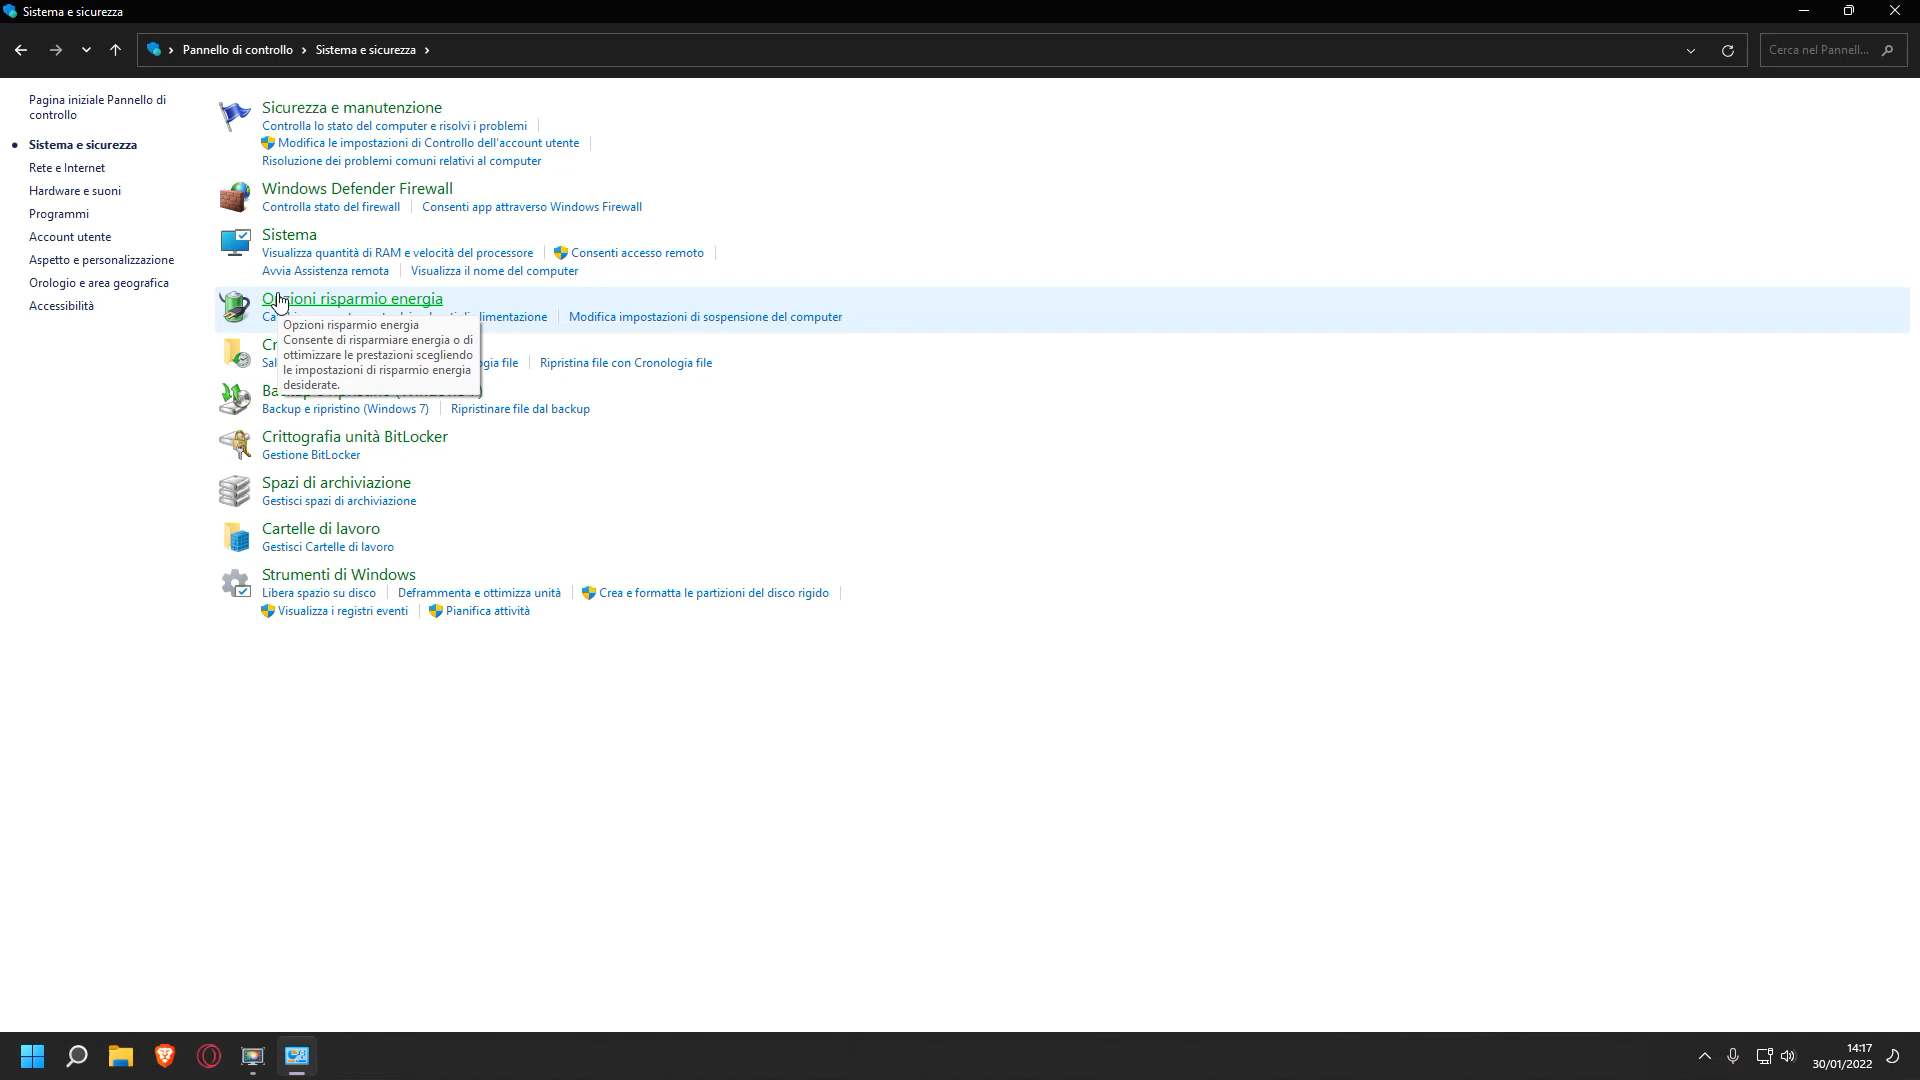 Sistema e sicurezza
Pannello di controllo
Sistema e sicurezza
Cerca nel Pannell...
Pagina iniziale Pannello di
controllo
Sistema e sicurezza
Rete e Internet
Hardware e suoni
Programmi
Account utente
Aspetto e personalizzazione
Orologio e area geografica
Accessibilità
Sicurezza e manutenzione
Controlla lo stato del computer e risolvi i problemi
Modifica le impostazioni di Controllo dell'account utente
Risoluzione dei problemi comuni relativi al computer
Windows Defender Firewall
Controlla stato del firewall Consenti app attraverso Windows Firewall
Sistema
Visualizza quantità di RAM e velocità del processore Consenti accesso remoto
Avvia Assistenza remota Visualizza il nome del computer
risparmio energia
Modifica impostazioni di sospensione del computer
Opzioni risparmio energia
Consente di risparmiare energia o di
ottimizzare le prestazioni scegliendo
le impostazioni di risparmio energia
desiderate.
file Ripristina file con Cronologia file
Backup e ripristino (Windows 7) Ripristinare file dal backup
Crittografia unità BitLocker
Gestione BitLocker
Spazi di archiviazione
Gestisci spazi di archiviazione
Cartelle di lavoro
Gestisci Cartelle di lavoro
Strumenti di Windows
Libera spazio su disco Deframmenta e ottimizza unità Crea e formatta le partizioni del disco rigido
Visualizza i registri eventi Pianifica attività
14:17
30/01/2022